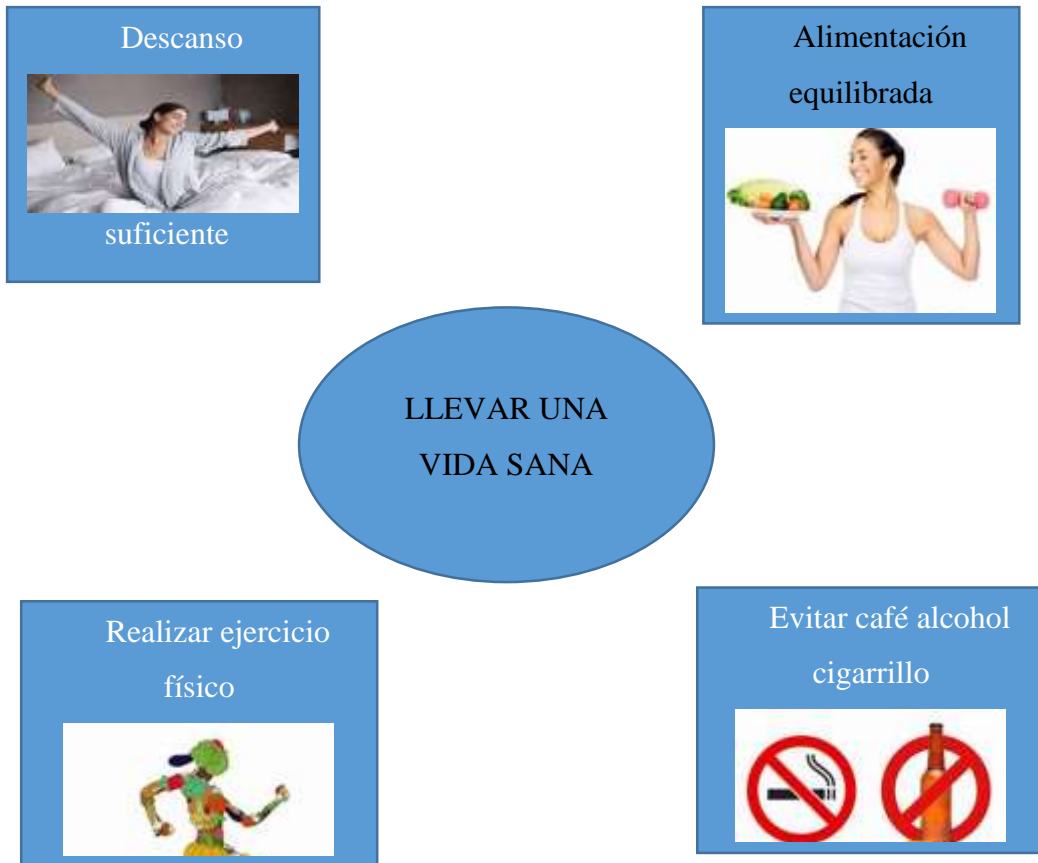 Descanso
suficiente
Alimentación
equilibrada
LLEVAR UNA
VIDA SANA
Realizar ejercicio
físico
Evitar café alcohol
cigarrillo